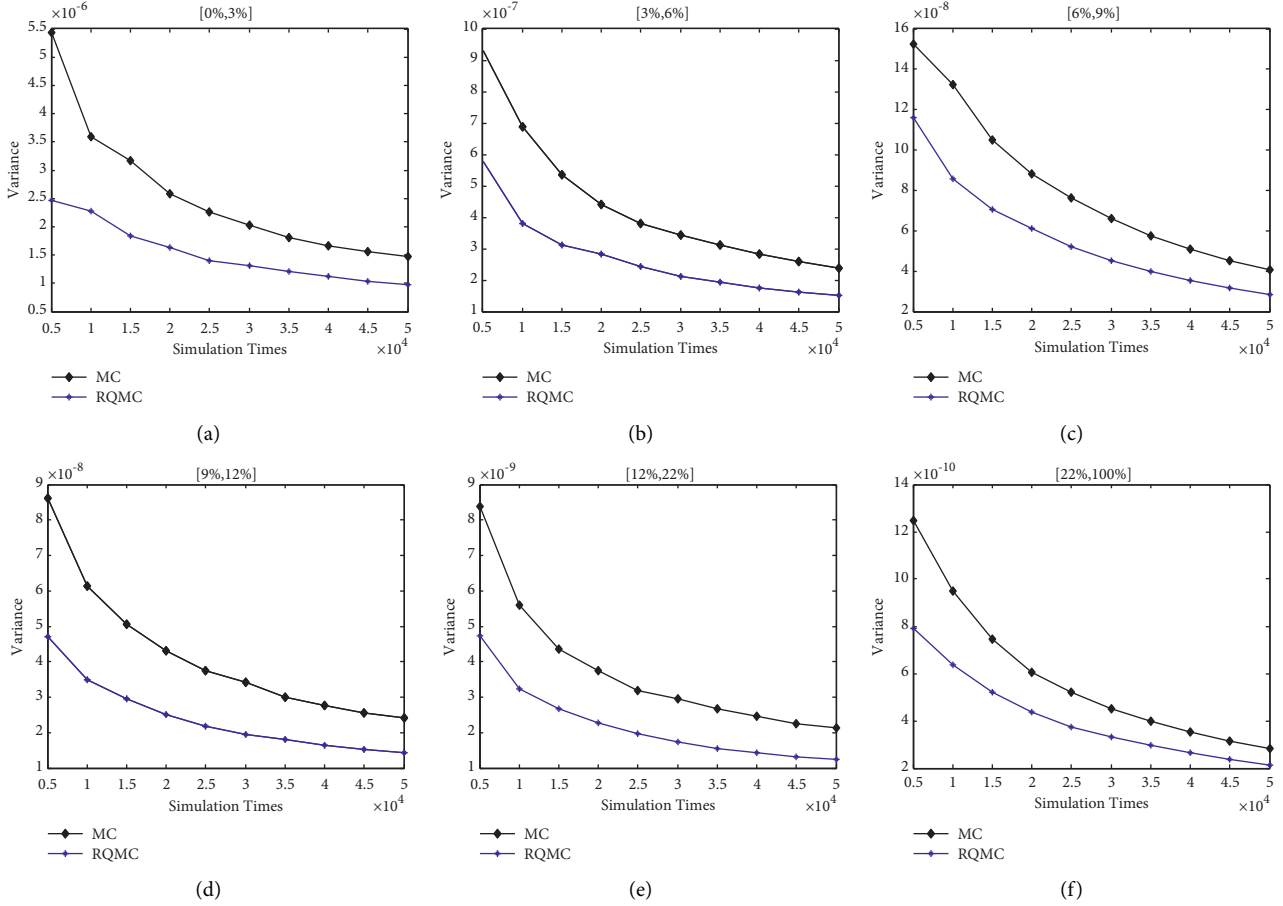 ×10⁻⁶
[0%,3%]
5.5
5
4.5
4
3.5
3
2.5
2
1.5
1
0.5
Variance
0.5 1 1.5 2 2.5 3 3.5 4 4.5 5
Simulation Times
×10⁴
MC
RQMC
(a)
×10⁻⁷
[3%,6%]
10
9
8
7
6
5
4
3
2
1
Variance
0.5 1 1.5 2 2.5 3 3.5 4 4.5 5
Simulation Times
×10⁴
MC
RQMC
(b)
×10⁻⁸
[6%,9%]
16
14
12
10
8
6
4
2
Variance
0.5 1 1.5 2 2.5 3 3.5 4 4.5 5
Simulation Times
×10⁴
MC
RQMC
(c)
×10⁻⁸
[9%,12%]
9
8
7
6
5
4
3
2
1
Variance
0.5 1 1.5 2 2.5 3 3.5 4 4.5 5
Simulation Times
×10⁴
MC
RQMC
(d)
×10⁻⁹
[12%,22%]
9
8
7
6
5
4
3
2
1
Variance
0.5 1 1.5 2 2.5 3 3.5 4 4.5 5
Simulation Times
×10⁴
MC
RQMC
(e)
×10⁻¹⁰
[22%,100%]
14
12
10
8
6
4
2
Variance
0.5 1 1.5 2 2.5 3 3.5 4 4.5 5
Simulation Times
×10⁴
MC
RQMC
(f)